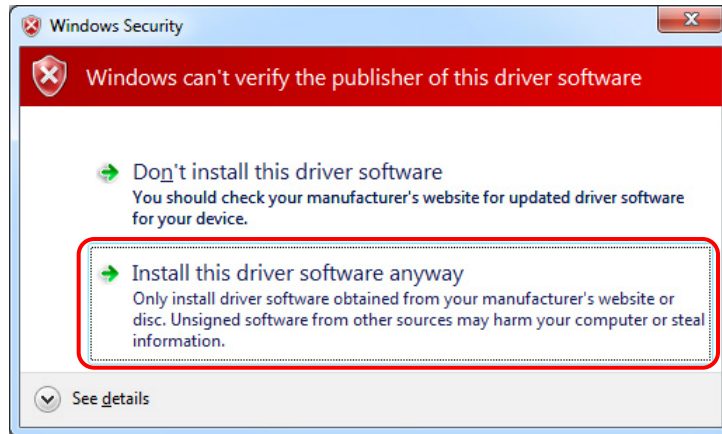 Windows Security
Windows can't verify the publisher of this driver software
Don't install this driver software
You should check your manufacturer's website for updated driver software
for your device.
Install this driver software anyway
Only install driver software obtained from your manufacturer's website or
disc. Unsigned software from other sources may harm your computer or steal
information.
See details